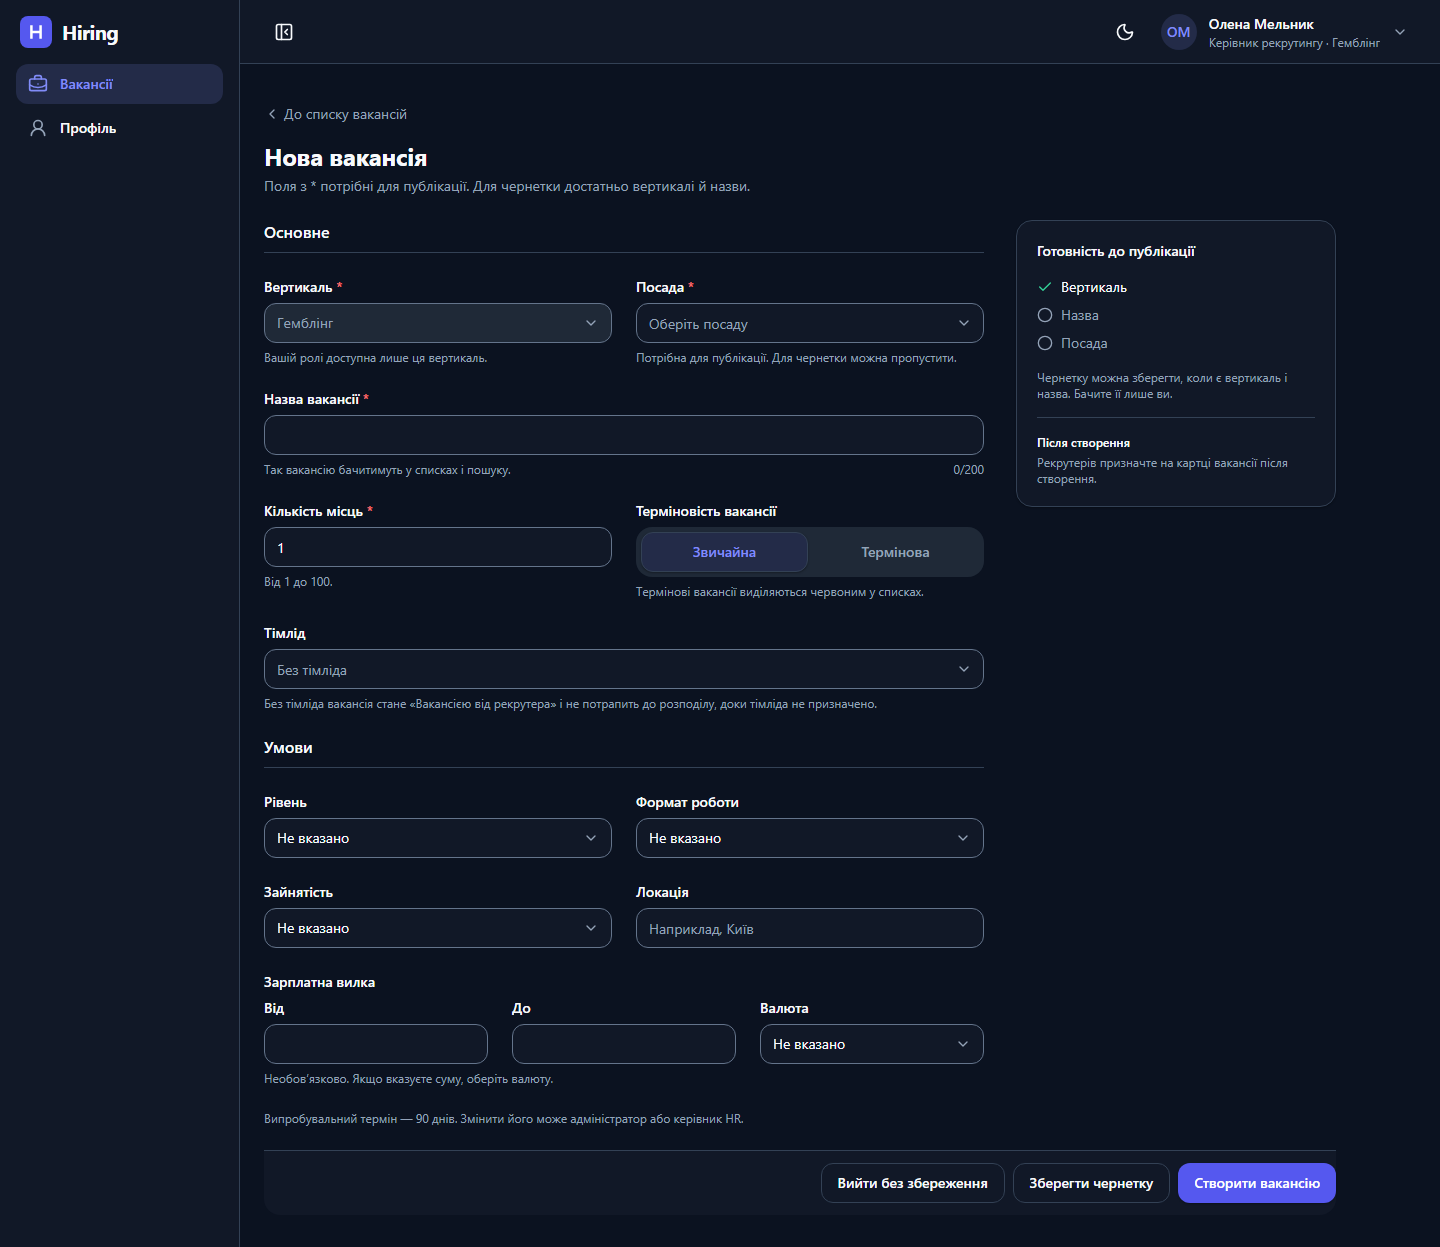 H Hiring
Вакансії
Профіль
ОМ
Олена Мельник
Керівник рекрутингу · Гемблінг
До списку вакансій
Нова вакансія
Поля з * потрібні для публікації. Для чернетки достатньо вертикалі й назви.
Основне
Вертикаль *
Гемблінг
Вашій ролі доступна лише ця вертикаль.
Посада *
Оберіть посаду
Потрібна для публікації. Для чернетки можна пропустити.
Назва вакансії *
Так вакансію бачитимуть у списках і пошуку.
0/200
Кількість місць *
1
Від 1 до 100.
Терміновість вакансії
Звичайна
Термінова
Термінові вакансії виділяються червоним у списках.
Тімлід
Без тімліда
Без тімліда вакансія стане «Вакансією від рекрутера» і не потрапить до розподілу, доки тімліда не призначено.
Умови
Рівень
Не вказано
Формат роботи
Не вказано
Зайнятість
Не вказано
Локація
Наприклад, Київ
Зарплатна вилка
Від
До
Валюта
Не вказано
Необов'язково. Якщо вказуєте суму, оберіть валюту.
Випробувальний термін — 90 днів. Змінити його може адміністратор або керівник HR.
Готовність до публікації
Вертикаль
Назва
Посада
Чернетку можна зберегти, коли є вертикаль і
назва. Бачите її лише ви.
Після створення
Рекрутерів призначте на картці вакансії після
створення.
Вийти без збереження
Зберегти чернетку
Створити вакансію